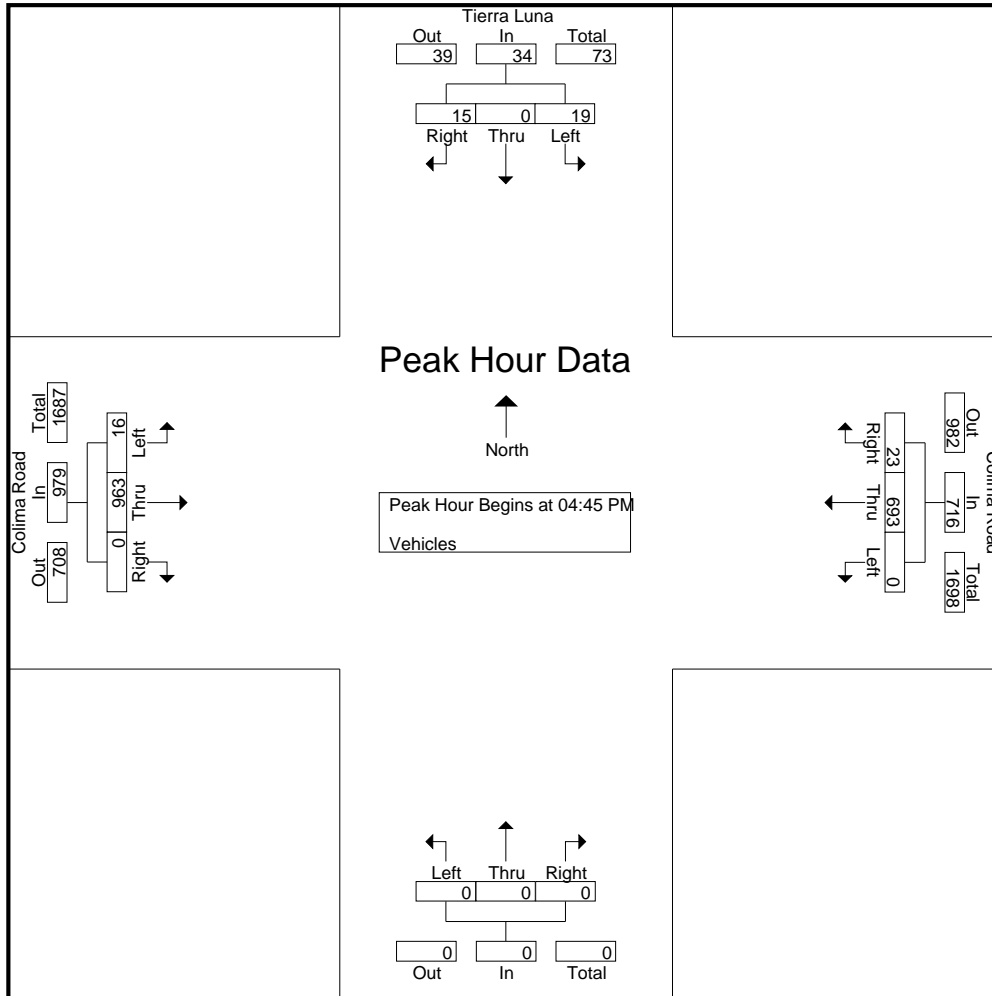 Tierra Luna
Out In Total
39 34 73
15 0 19
Right Thru Left
Peak Hour Data
North
Peak Hour Begins at 04:45 PM
Vehicles
Colima Road
Total In Out
1687 979 708
16 963 0
Left Thru Right
Right Thru Left
23 693 0
982 716 1698
Out In Total
Colima Road
Left Thru Right
0 0 0
0 0 0
Out In Total